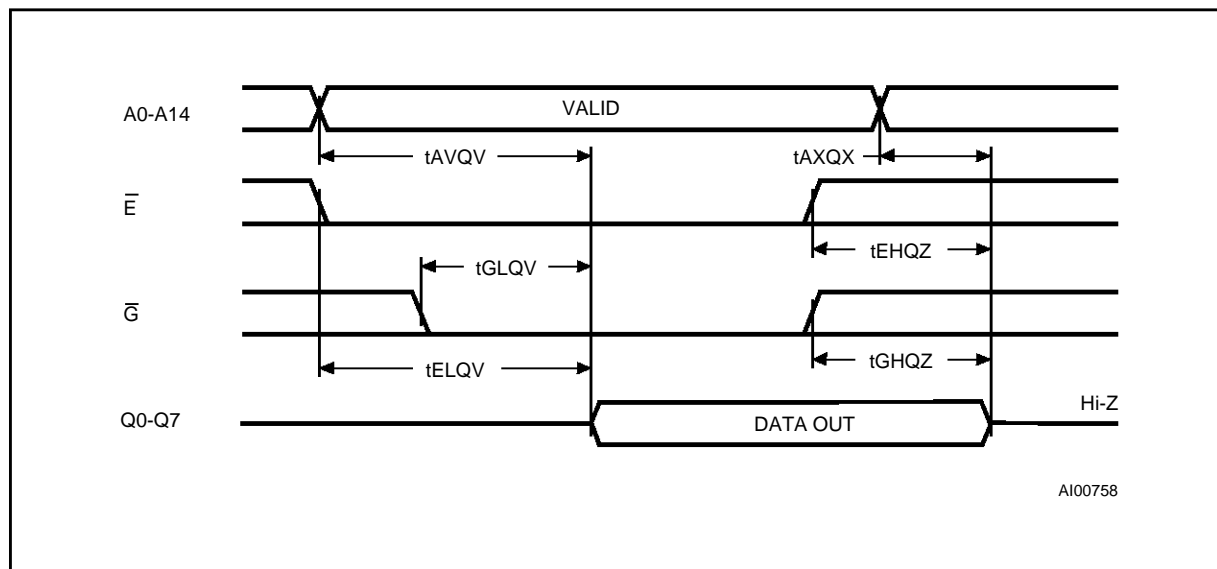 A0-A14
VALID
tAVQV
tAXQX
E̅
tEHQZ
tGLQV
G̅
tELQV
tGHQZ
Q0-Q7
DATA OUT
Hi-Z
AI00758